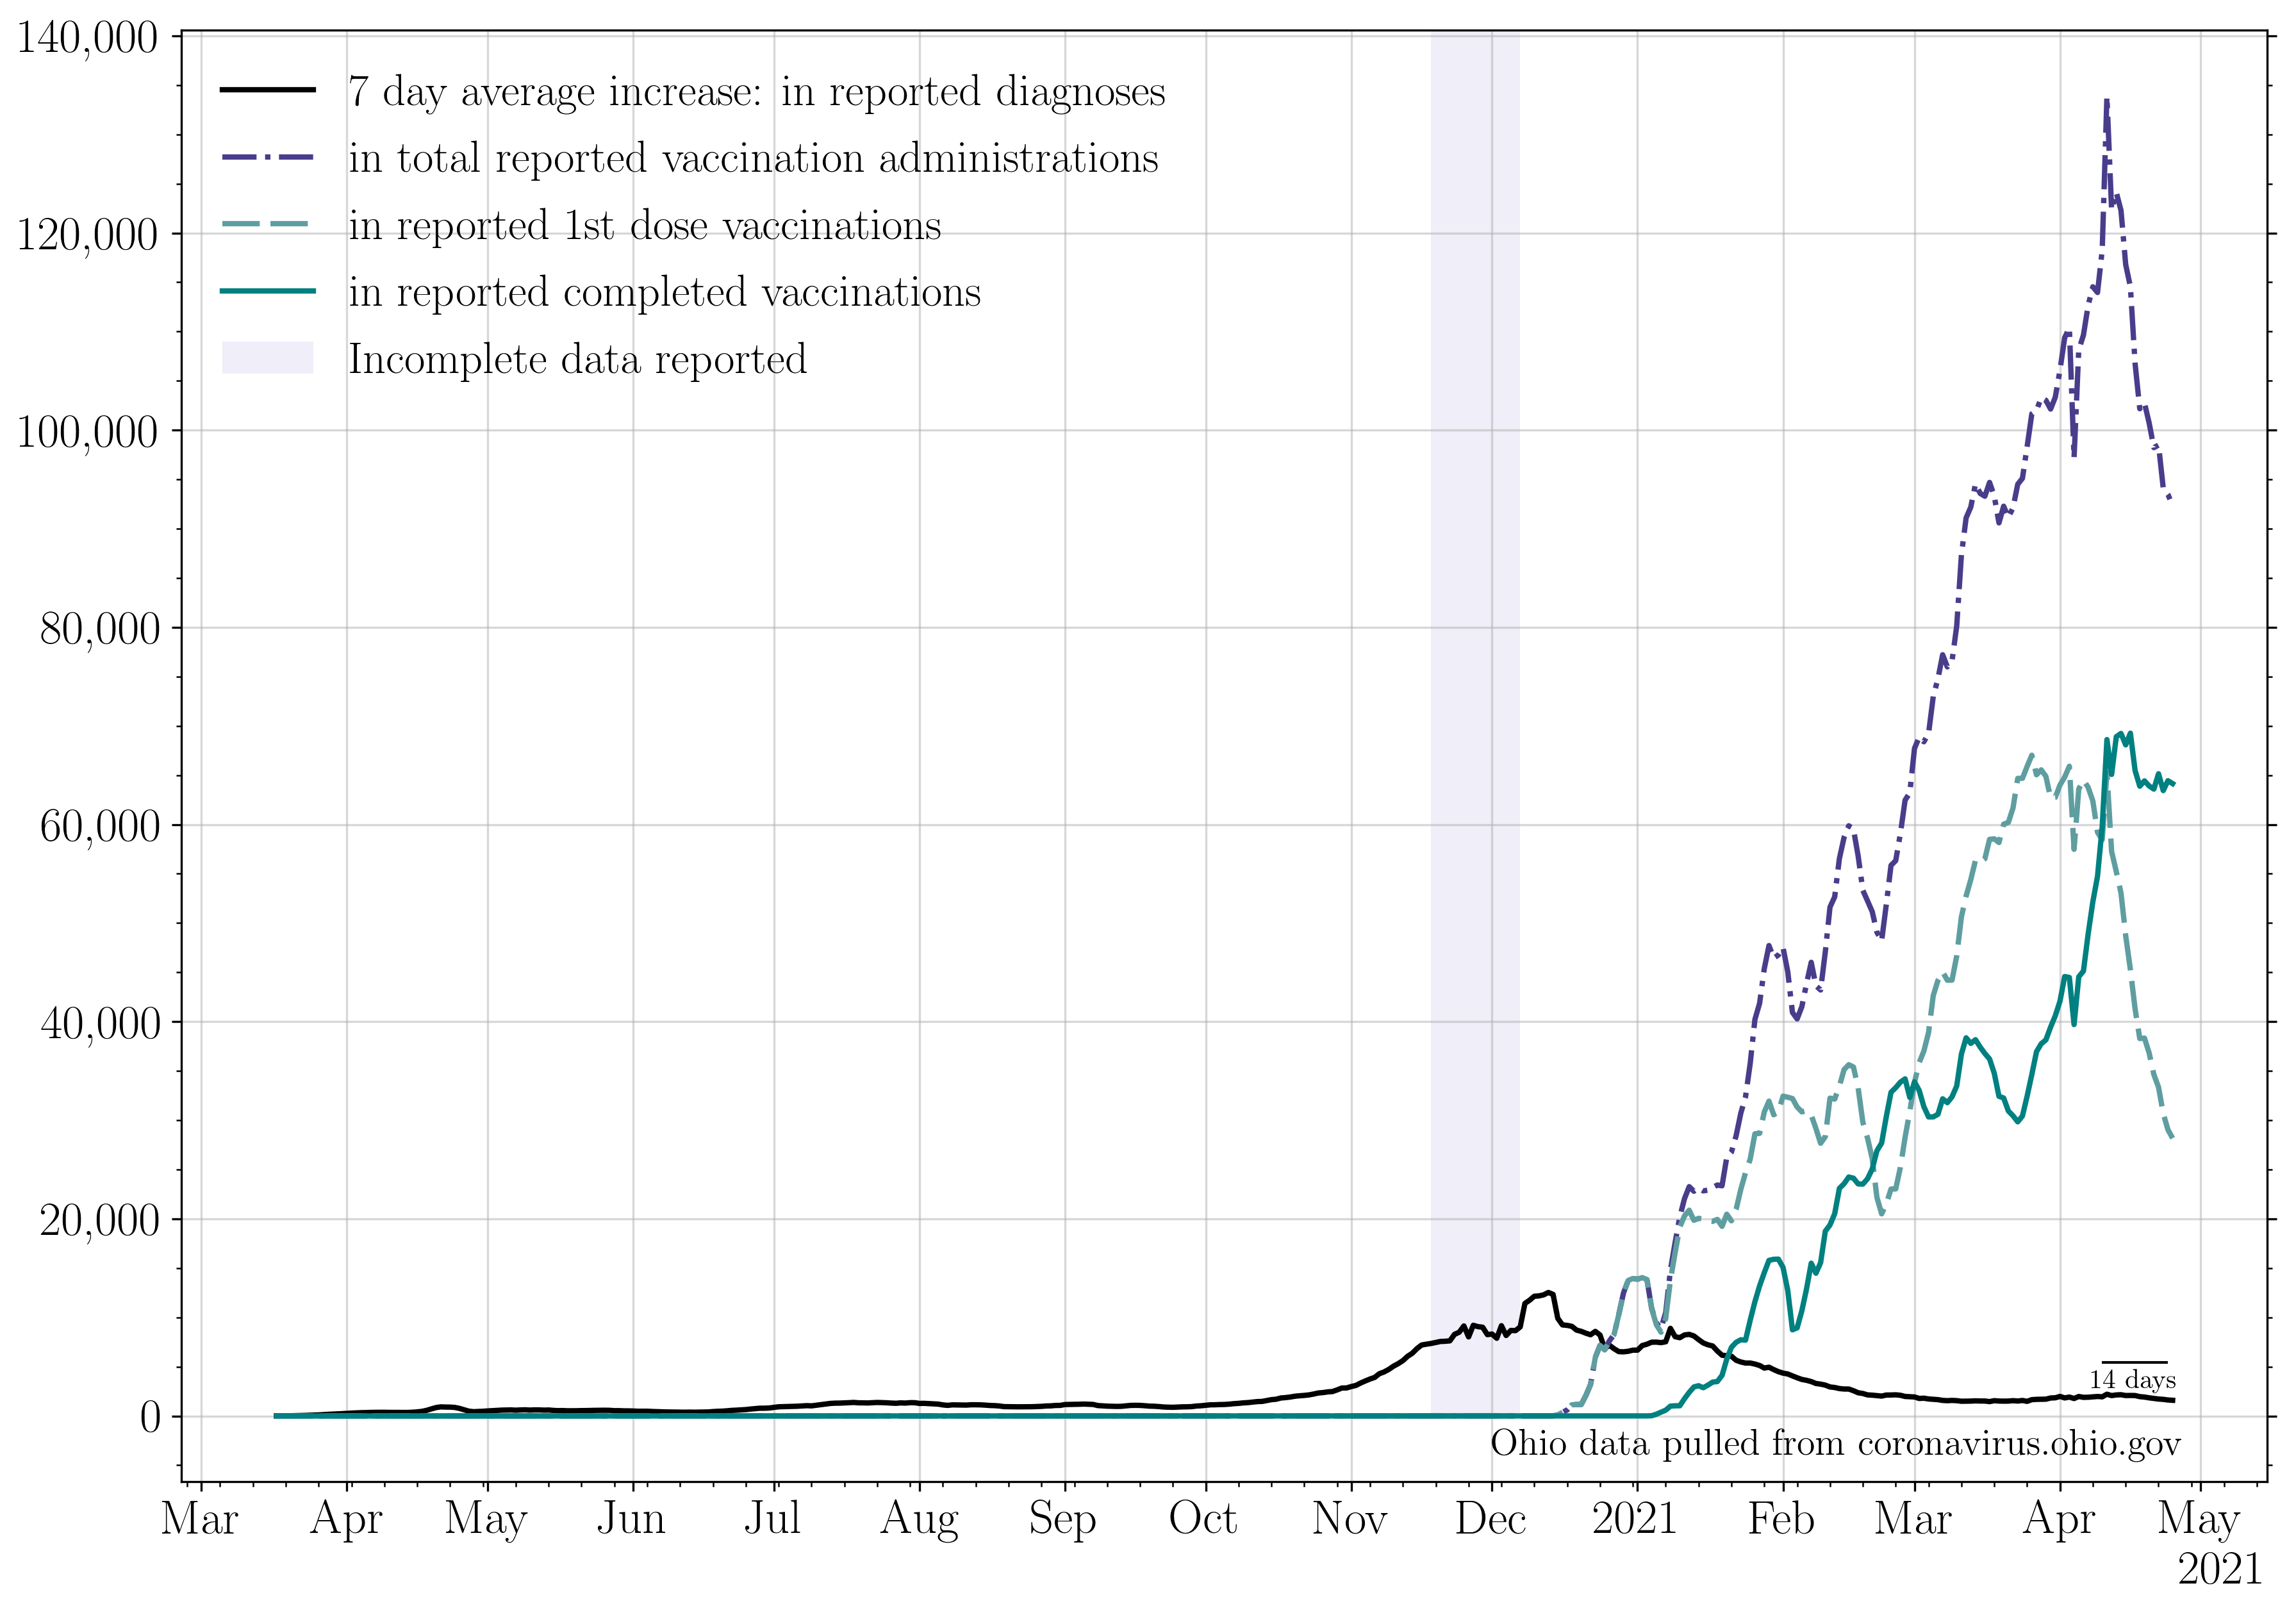 140,000
7 day average increase: in reported diagnoses
in total reported vaccination administrations
in reported 1st dose vaccinations
in reported completed vaccinations
Incomplete data reported
120,000
100,000
80,000
60,000
40,000
20,000
0
14 days
Ohio data pulled from coronavirus.ohio.gov
Mar Apr May Jun Jul Aug Sep Oct Nov Dec 2021 Feb Mar Apr May
2021